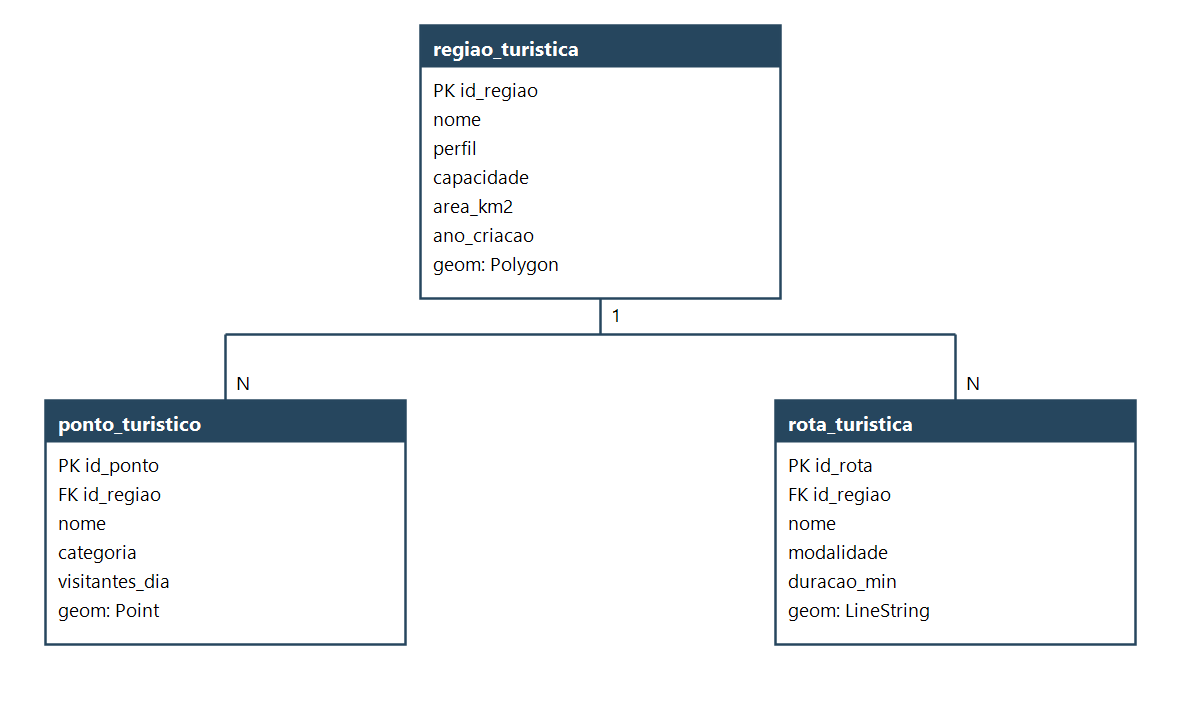 regiao_turistica
PK id_regiao
nome
perfil
capacidade
area_km2
ano_criacao
geom: Polygon
1
N
N
ponto_turistico
PK id_ponto
FK id_regiao
nome
categoria
visitantes_dia
geom: Point
rota_turistica
PK id_rota
FK id_regiao
nome
modalidade
duracao_min
geom: LineString